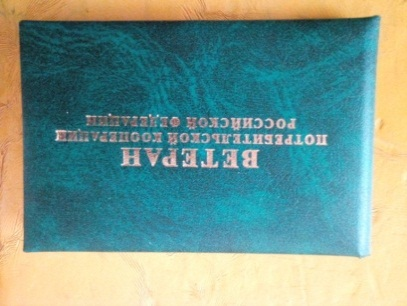 ВЕТЕРАН
ПОТРЕБИТЕЛЬСКОЙ КООПЕРАЦИИ
РОССИЙСКОЙ ФЕДЕРАЦИИ